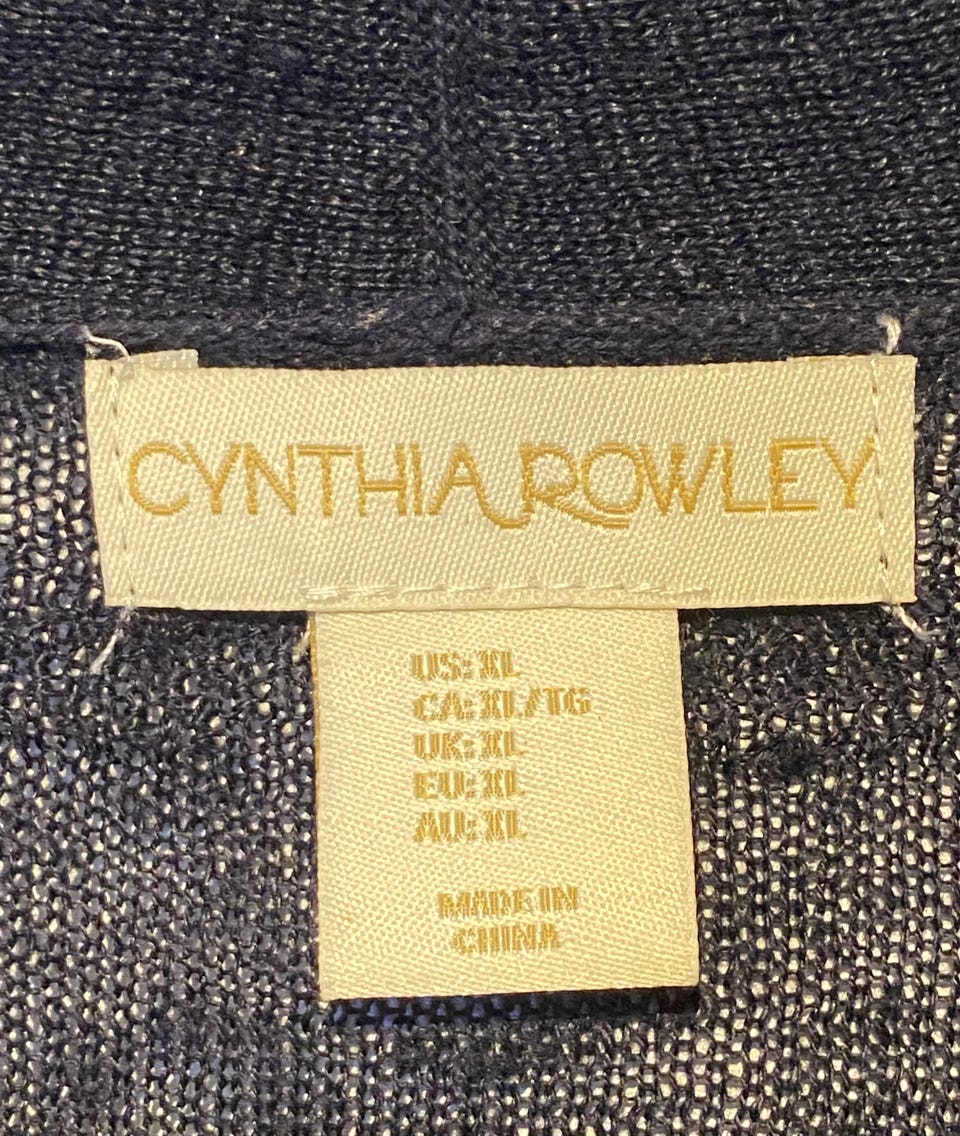 CYNTHIA ROWLEY
US: XL
CA: XL/TG
UK: XL
EU: XL
AU: XL
MADE IN
CHINA